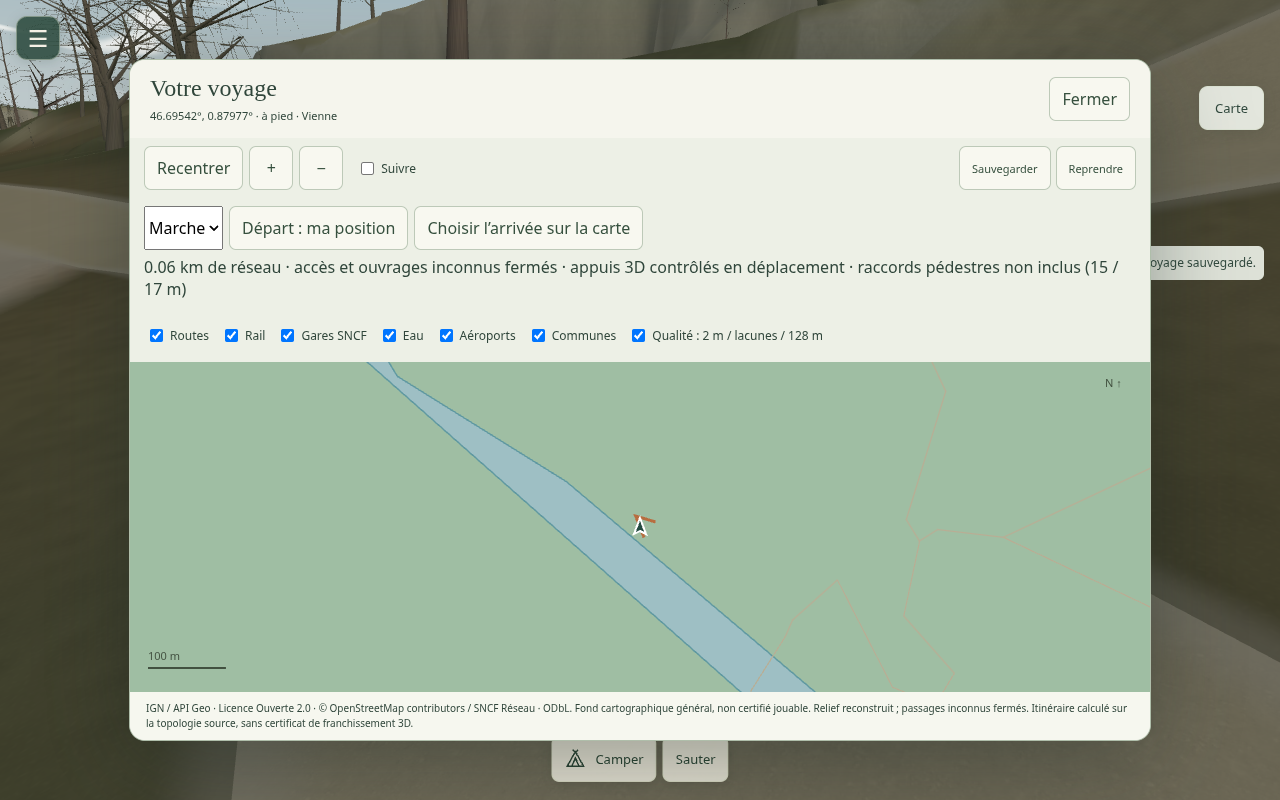 ☰
Votre voyage
46.69542°, 0.87977° · à pied · Vienne
Fermer
Carte
Recentrer
+
−
Suivre
Sauvegarder
Reprendre
Marche
Départ : ma position
Choisir l’arrivée sur la carte
0.06 km de réseau · accès et ouvrages inconnus fermés · appuis 3D contrôlés en déplacement · raccords pédestres non inclus (15 /
17 m)
oyage sauvegardé.
Routes
Rail
Gares SNCF
Eau
Aéroports
Communes
Qualité : 2 m / lacunes / 128 m
N ↑
100 m
IGN / API Geo · Licence Ouverte 2.0 · © OpenStreetMap contributors / SNCF Réseau · ODbL. Fond cartographique général, non certifié jouable. Relief reconstruit ; passages inconnus fermés. Itinéraire calculé sur
la topologie source, sans certificat de franchissement 3D.
Camper
Sauter